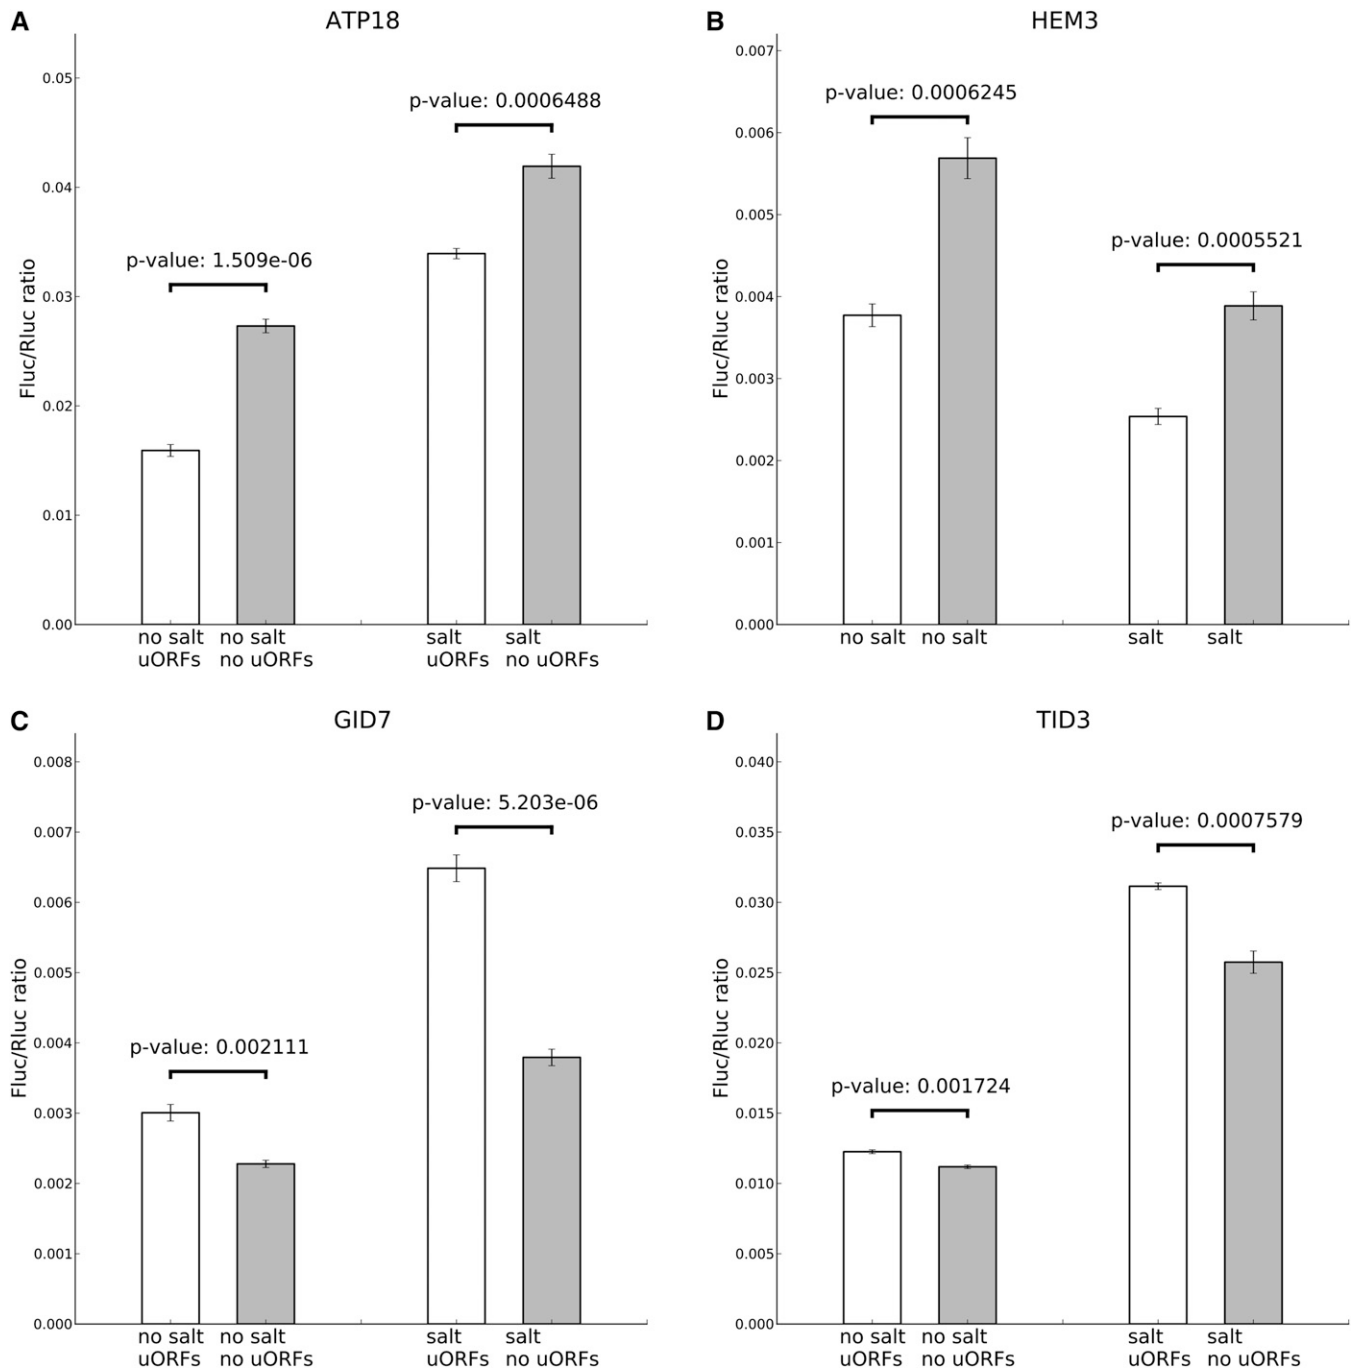 A
ATP18
0.05
0.04
0.03
0.02
0.01
0.00
Fluc/Rluc ratio
p-value: 1.509e-06
p-value: 0.0006488
no salt no salt salt salt
uORFs no uORFs uORFs no uORFs
B
HEM3
0.007
0.006
0.005
0.004
0.003
0.002
0.001
0.000
Fluc/Rluc ratio
p-value: 0.0006245
p-value: 0.0005521
no salt no salt salt salt
C
GID7
0.008
0.007
0.006
0.005
0.004
0.003
0.002
0.001
0.000
Fluc/Rluc ratio
p-value: 0.002111
p-value: 5.203e-06
no salt no salt salt salt
uORFs no uORFs uORFs no uORFs
D
TID3
0.040
0.035
0.030
0.025
0.020
0.015
0.010
0.005
0.000
Fluc/Rluc ratio
p-value: 0.001724
p-value: 0.0007579
no salt no salt salt salt
uORFs no uORFs uORFs no uORFs